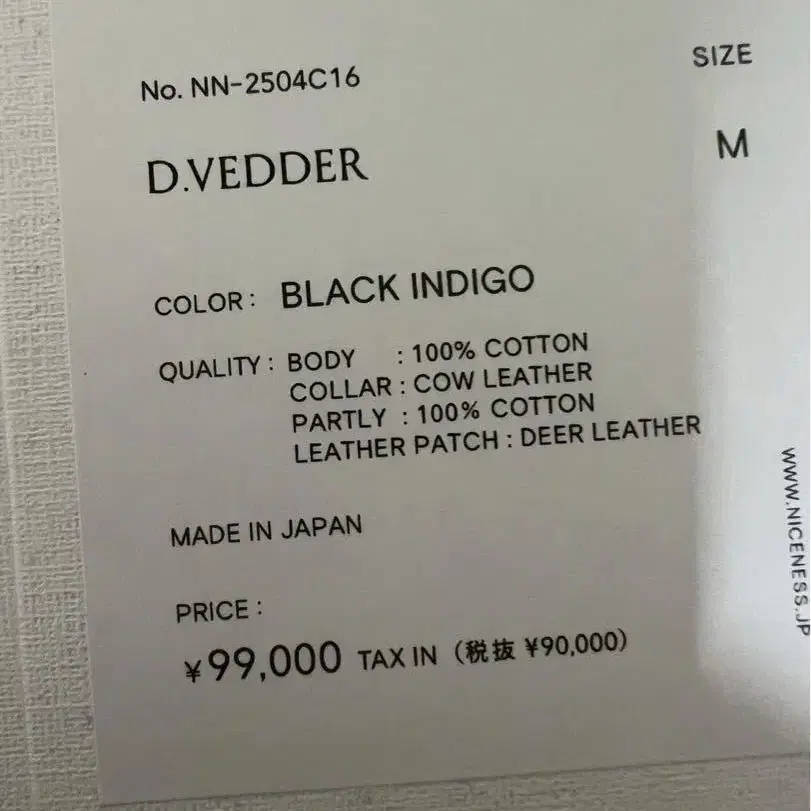 No. NN-2504C16
SIZE
D.VEDDER
M
COLOR : BLACK INDIGO
QUALITY : BODY : 100% COTTON
COLLAR : COW LEATHER
PARTLY : 100% COTTON
LEATHER PATCH : DEER LEATHER
MADE IN JAPAN
PRICE :
¥99,000 TAX IN (税抜 ¥90,000)
WWW.NICENESS.JP